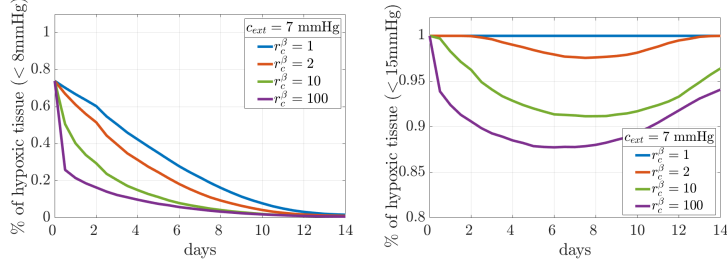 % of hypoxic tissue (< 8mmHg)
1
0.8
0.6
0.4
0.2
0
0 2 4 6 8 10 12 14
days
c_ext = 7 mmHg
r_c^β = 1
r_c^β = 2
r_c^β = 10
r_c^β = 100
% of hypoxic tissue (< 15mmHg)
1
0.95
0.9
0.85
0.8
0 2 4 6 8 10 12 14
days
c_ext = 7 mmHg
r_c^β = 1
r_c^β = 2
r_c^β = 10
r_c^β = 100